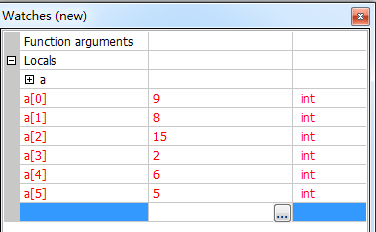 Watches (new)
Function arguments
Locals
a
a[0] 9 int
a[1] 8 int
a[2] 15 int
a[3] 2 int
a[4] 6 int
a[5] 5 int
...